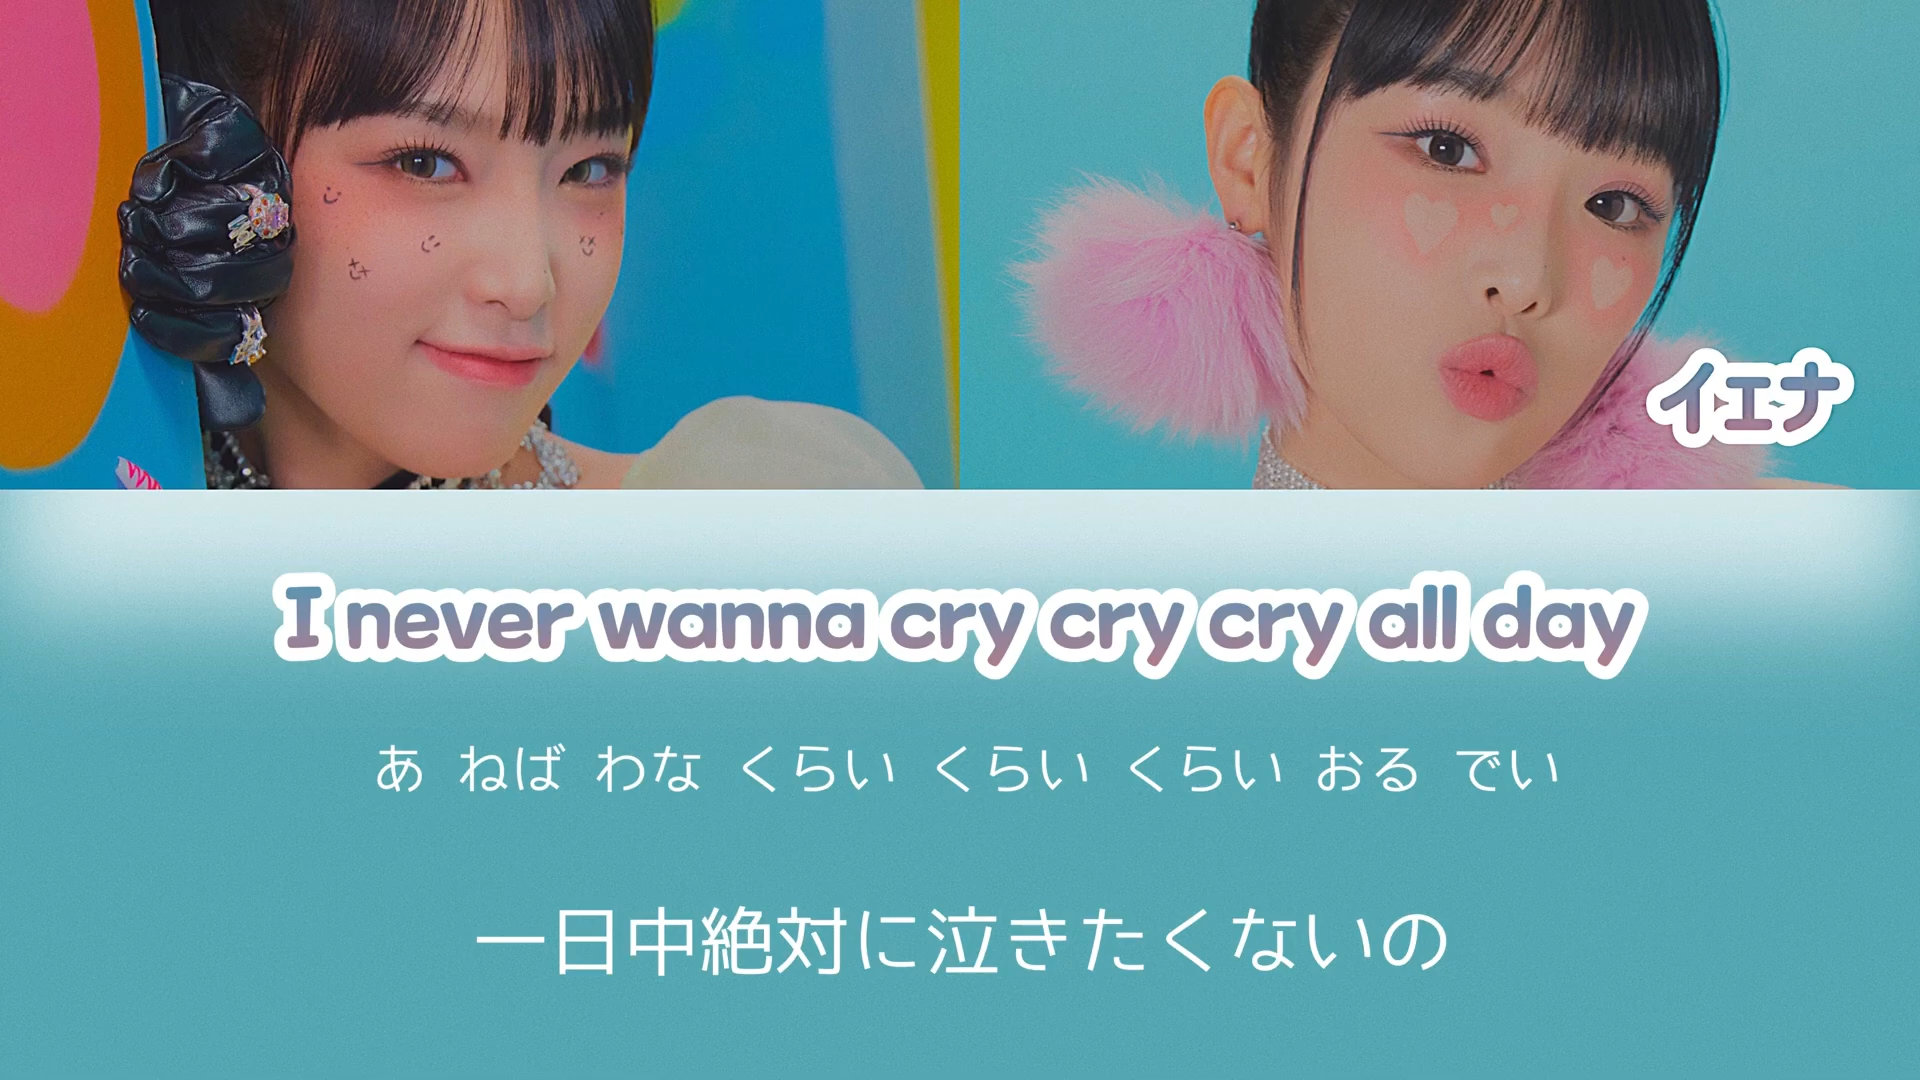 イエナ
I never wanna cry cry cry all day
あ ねば わな くらい くらい くらい おる でい
一日中絶対に泣きたくないの